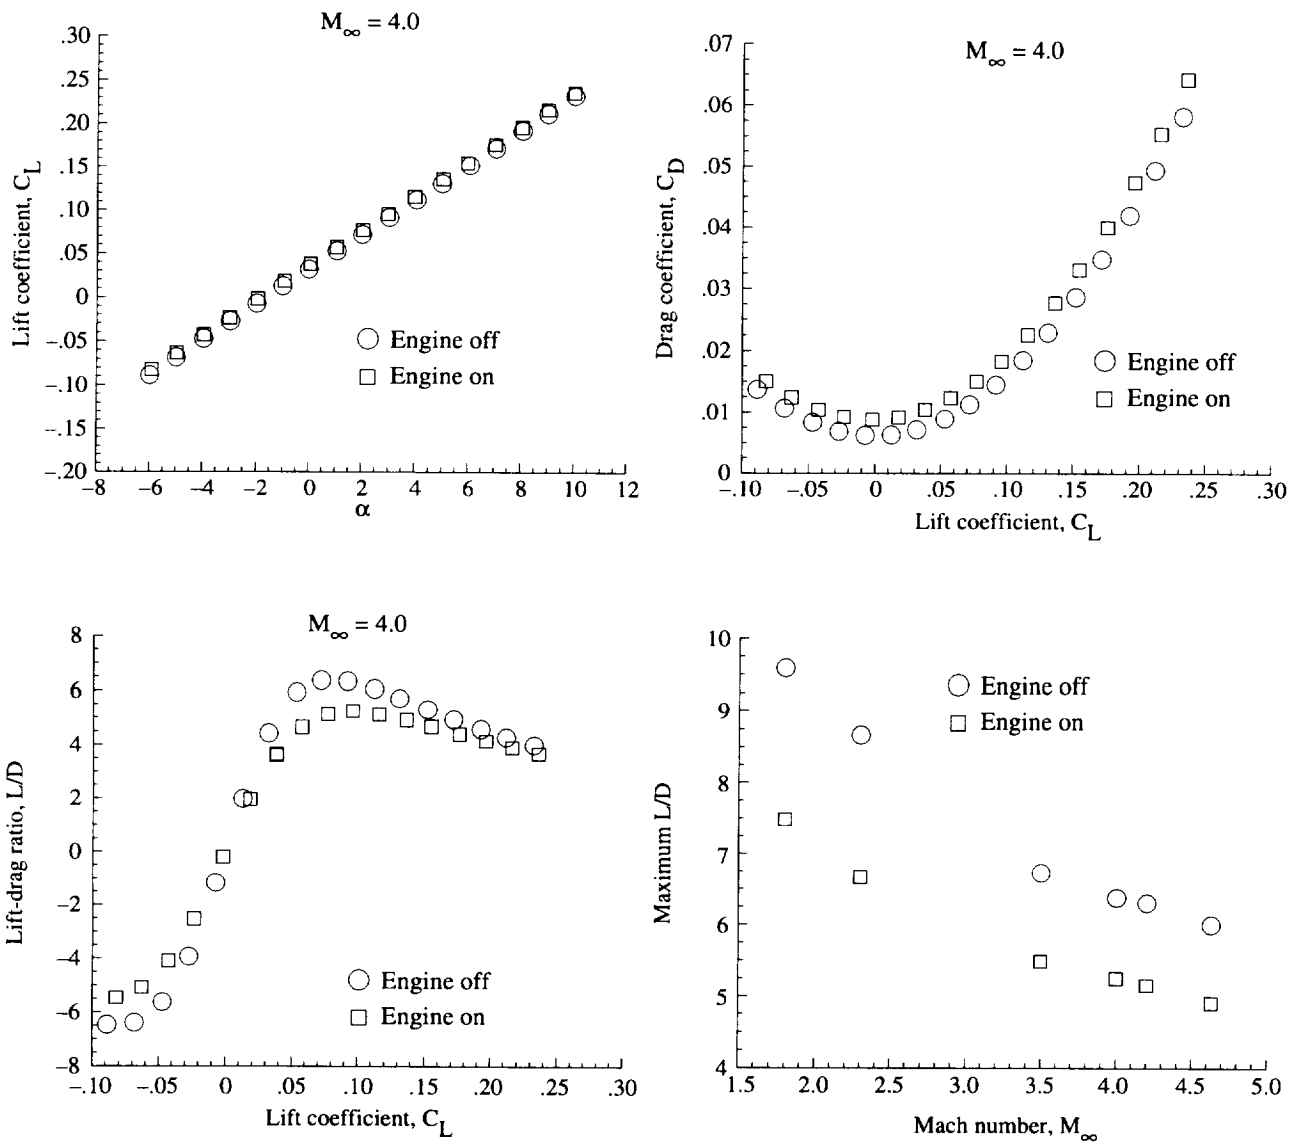 M∞ = 4.0
.30
.25
.20
.15
.10
.05
0
–.05
–.10
–.15
–.20
Lift coefficient, C_L
Engine off
Engine on
–8 –6 –4 –2 0 2 4 6 8 10 12
α
M∞ = 4.0
.07
.06
.05
.04
.03
.02
.01
0
Drag coefficient, C_D
Engine off
Engine on
–.10 –.05 0 .05 .10 .15 .20 .25 .30
Lift coefficient, C_L
M∞ = 4.0
8
6
4
2
0
–2
–4
–6
–8
Lift-drag ratio, L/D
Engine off
Engine on
–.10 –.05 0 .05 .10 .15 .20 .25 .30
Lift coefficient, C_L
10
9
8
7
6
5
4
Maximum L/D
Engine off
Engine on
1.5 2.0 2.5 3.0 3.5 4.0 4.5 5.0
Mach number, M∞